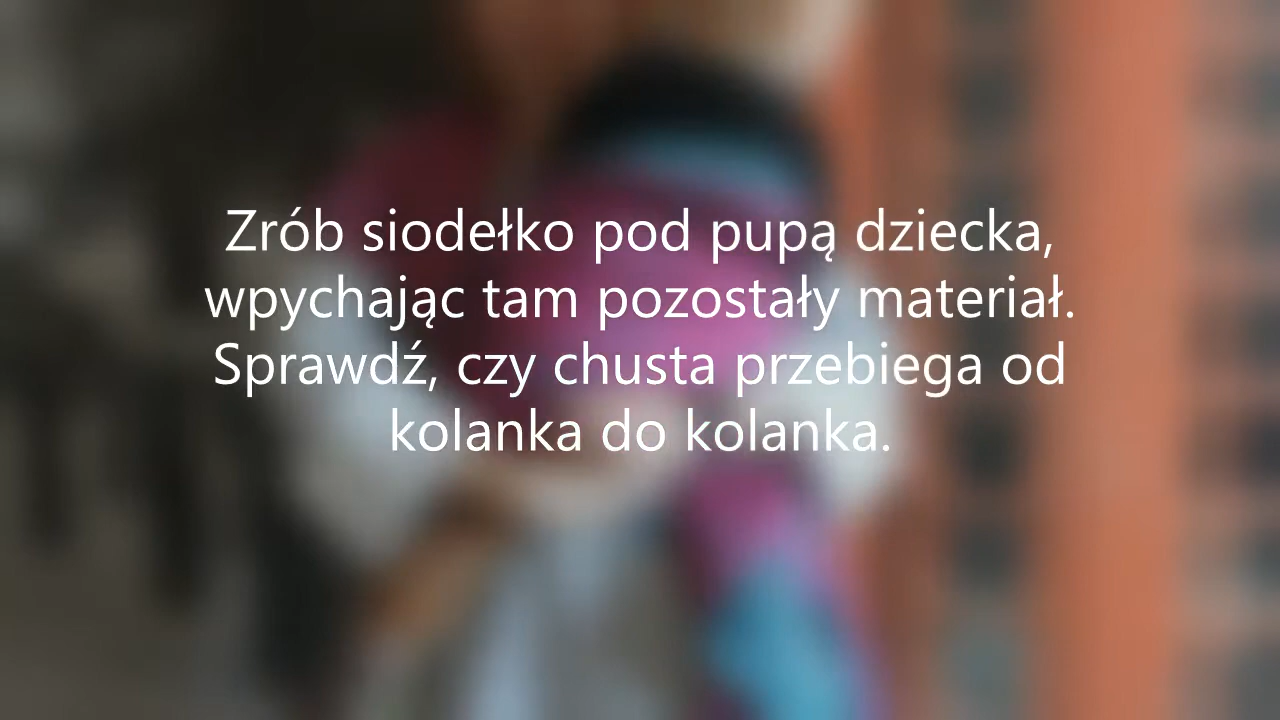 Zrób siodełko pod pupą dziecka,
wpychając tam pozostały materiał.
Sprawdź, czy chusta przebiega od
kolanka do kolanka.